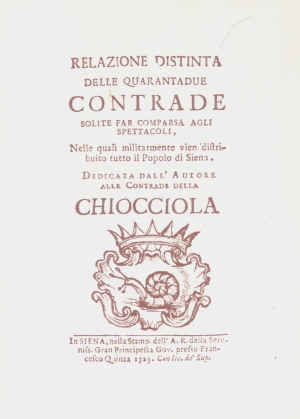 RELAZIONE DISTINTA
DELLE QUARANTADUE
CONTRADE
SOLITE FAR COMPARSA AGLI
SPETTACOLI,
Nelle quali militarmente vien distri-
buito tutto il Popolo di Siena.
DEDICATA DALL' AUTORE
ALLE CONTRADE DELLA
CHIOCCIOLA
In SIENA, nella Stamp. dell' A. R. della Sere-
niss. Gran Principessa Gov. presso Fran-
cesco Quinza 1723. Con lic. de' Sup.